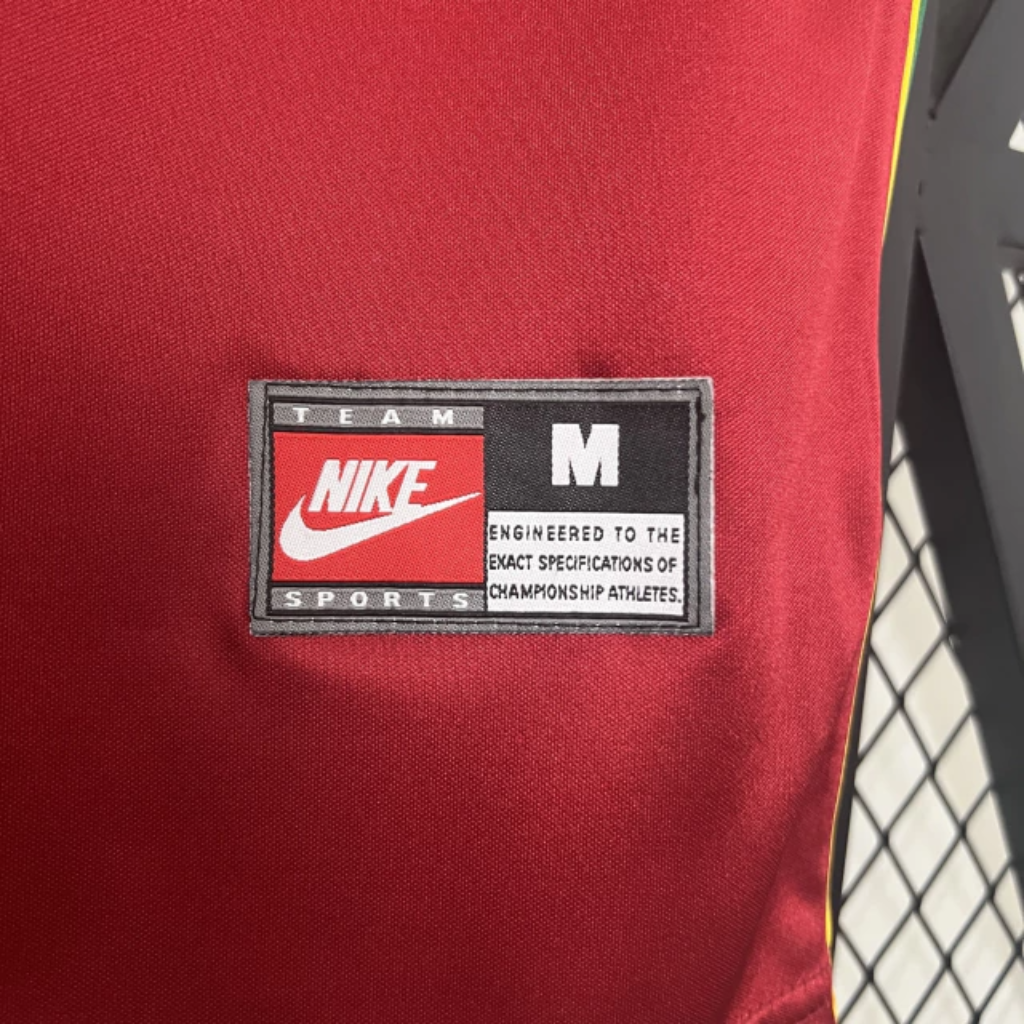 TEAM
NIKE
SPORTS
M
ENGINEERED TO THE
EXACT SPECIFICATIONS OF
CHAMPIONSHIP ATHLETES.